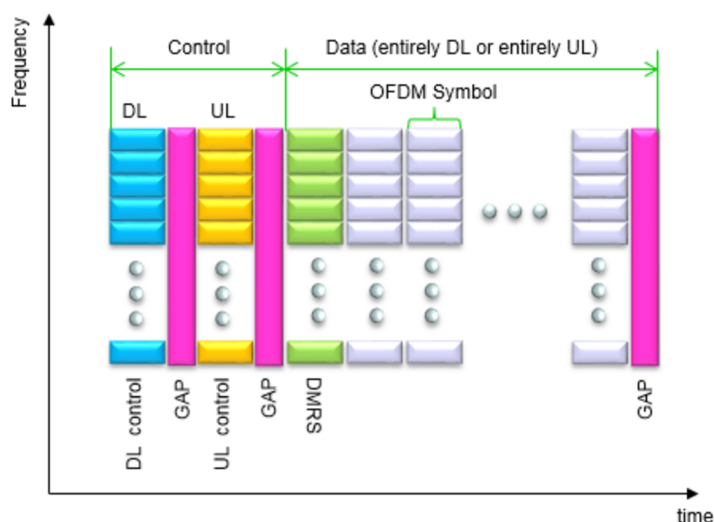 Frequency
Control
Data (entirely DL or entirely UL)
OFDM Symbol
DL
UL
DL control
GAP
UL control
GAP
DMRS
GAP
time